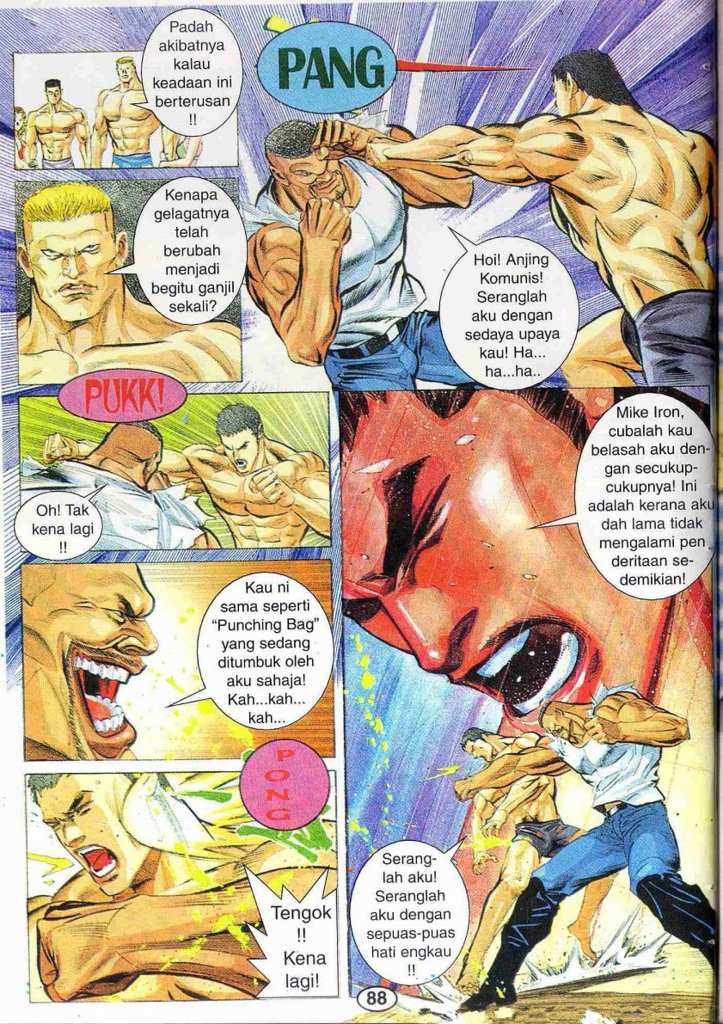 Padah
akibatnya
kalau
keadaan ini
berterusan
!!
PANG
Kenapa
gelagatnya
telah
berubah
menjadi
begitu ganjil
sekali?
Hoi! Anjing
Komunis!
Seranglah
aku dengan
sedaya upaya
kau! Ha...
ha...ha..
PUKK!
Oh! Tak
kena lagi
!!
Mike Iron,
cubalah kau
belasah aku den-
gan secukup-
cukupnya! Ini
adalah kerana aku
dah lama tidak
mengalami pen
deritaan se-
demikian!
Kau ni
sama seperti
“Punching Bag”
yang sedang
ditumbuk oleh
aku sahaja!
Kah...kah...
kah...
PONG
Tengok
!!
Kena
lagi!
Serang-
lah aku!
Seranglah
aku dengan
sepuas-puas
hati engkau
!!
88